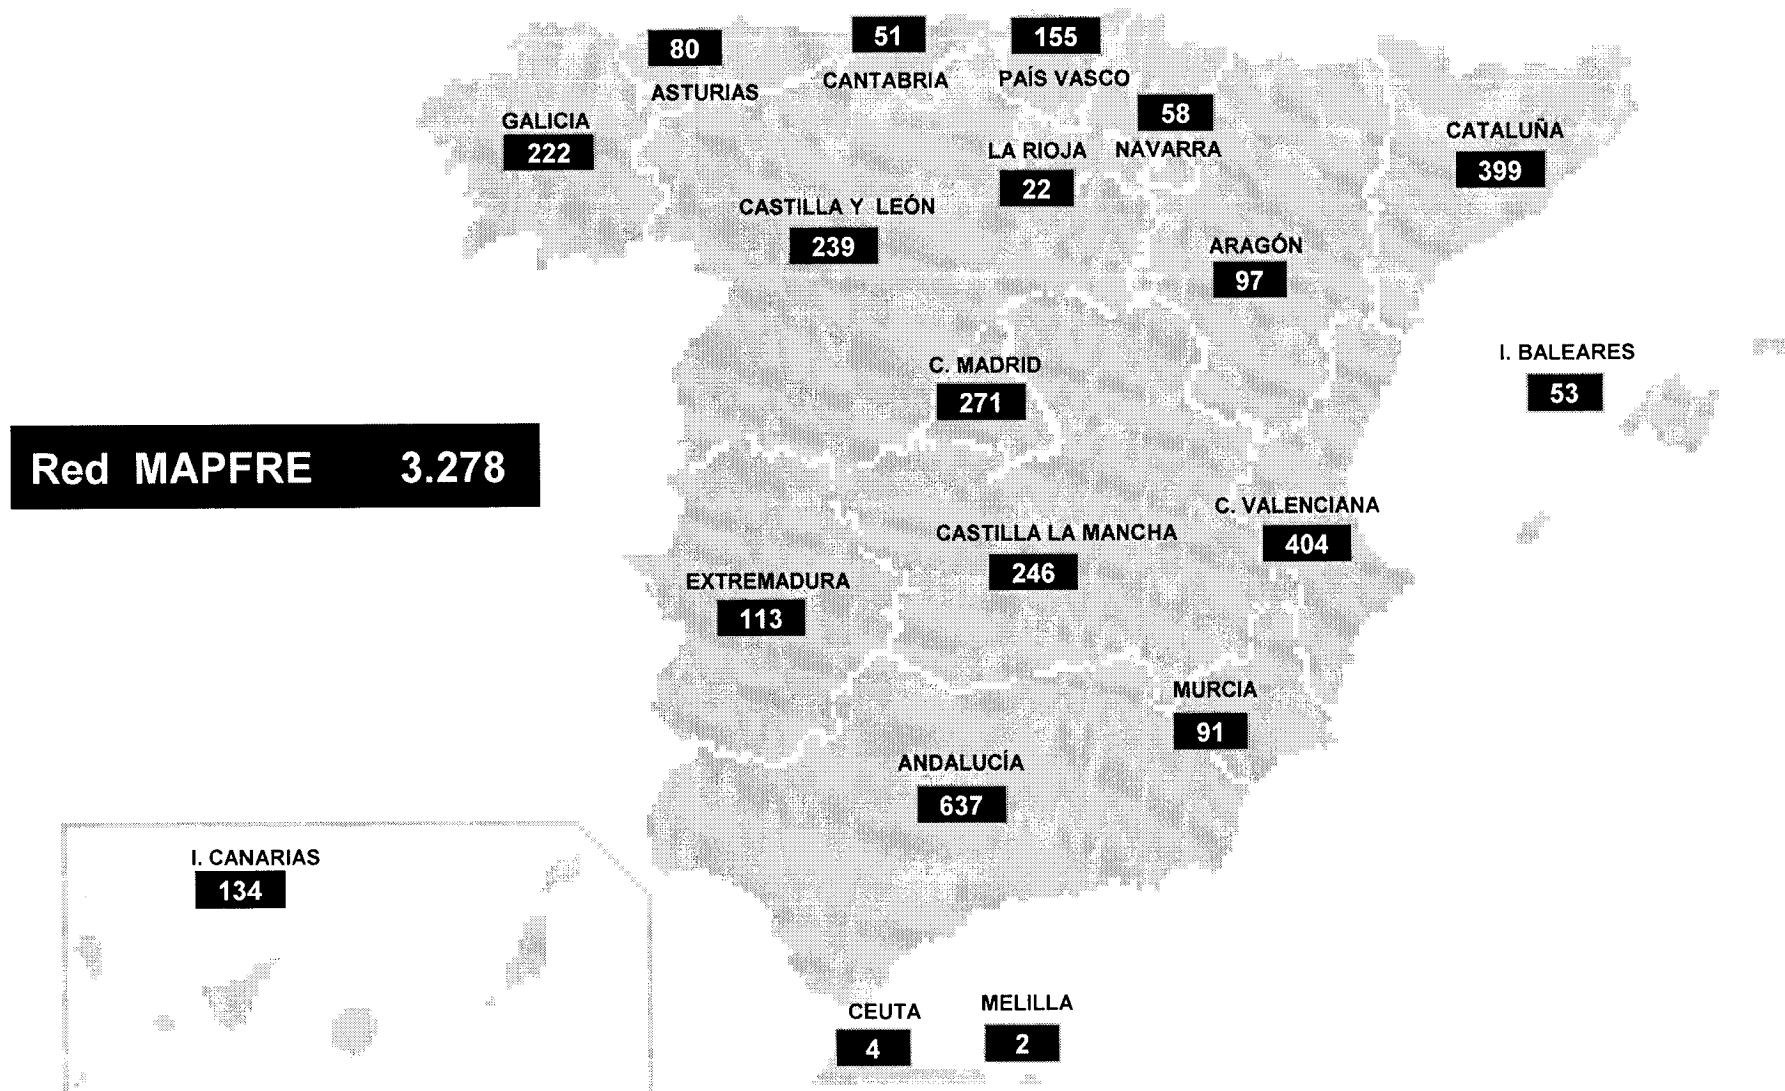 80
51
155
ASTURIAS
CANTABRIA
PAÍS VASCO
GALICIA
222
58
NAVARRA
LA RIOJA
22
CATALUÑA
399
CASTILLA Y LEÓN
239
ARAGÓN
97
C. MADRID
271
I. BALEARES
53
Red MAPFRE 3.278
C. VALENCIANA
404
CASTILLA LA MANCHA
246
EXTREMADURA
113
MURCIA
91
ANDALUCÍA
637
I. CANARIAS
134
CEUTA
4
MELILLA
2